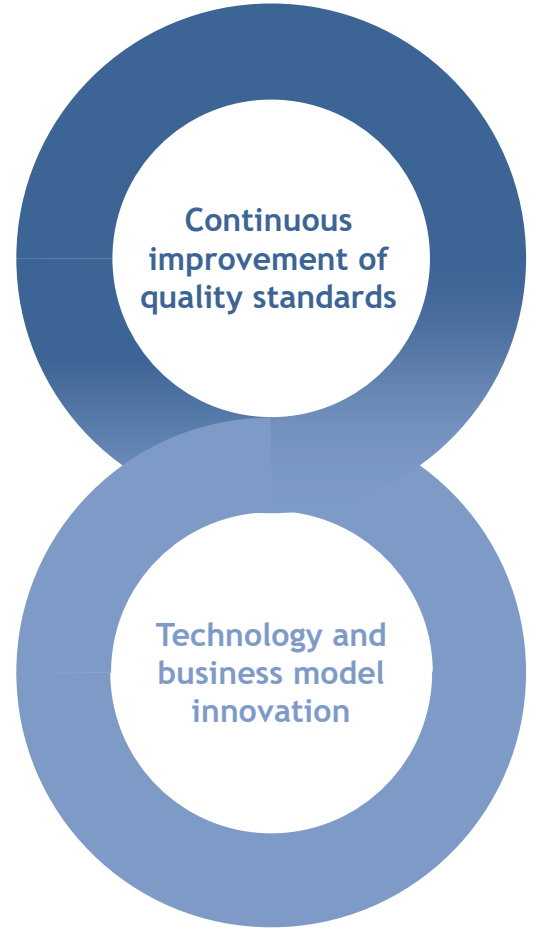 Continuous
improvement of
quality standards
Technology and
business model
innovation